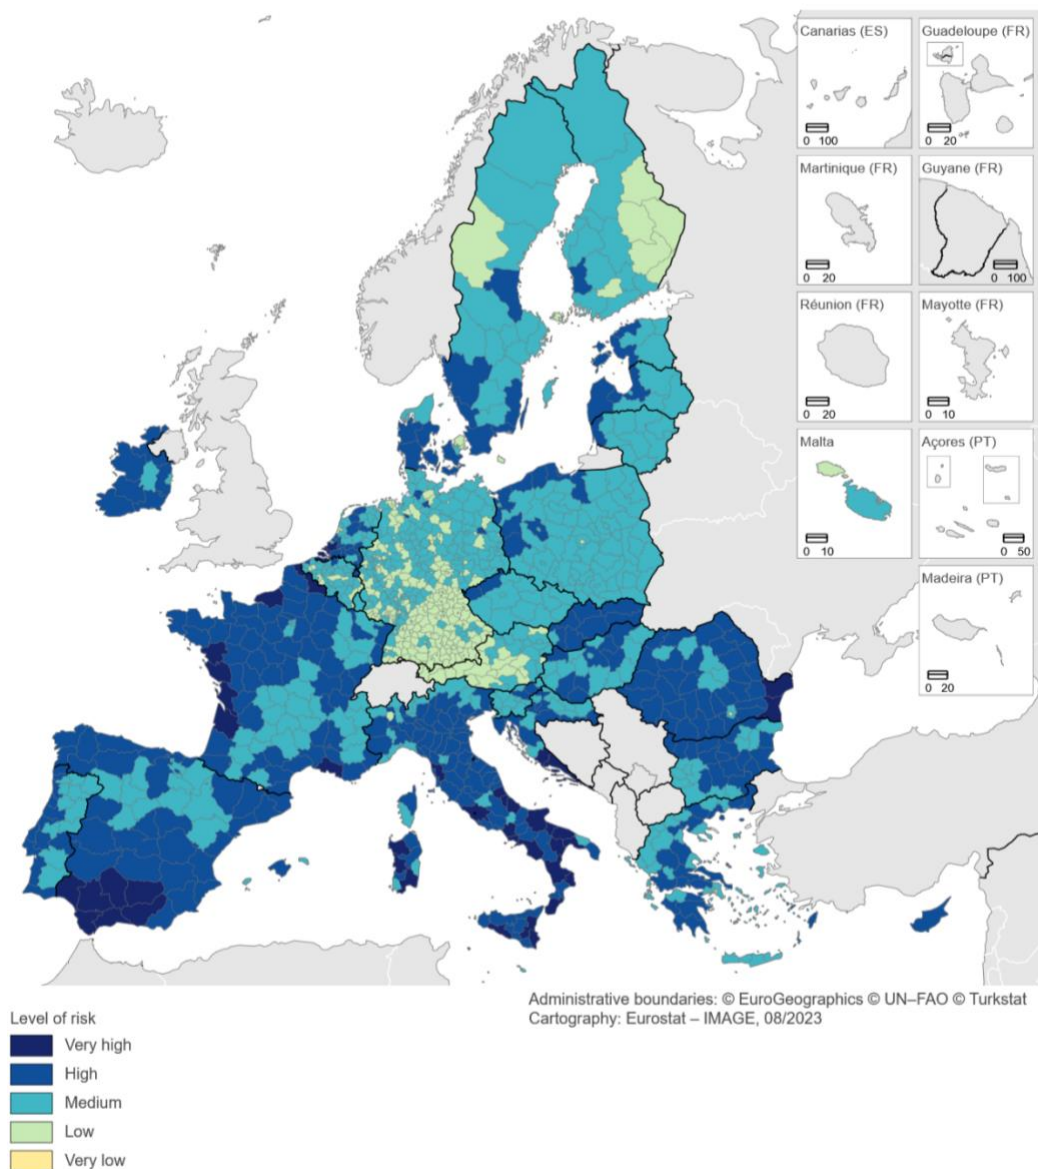 Canarias (ES)
0 100
Guadeloupe (FR)
0 20
Martinique (FR)
0 20
Guyane (FR)
0 100
Réunion (FR)
0 20
Mayotte (FR)
0 10
Malta
0 10
Açores (PT)
0 50
Madeira (PT)
0 20
Administrative boundaries: © EuroGeographics © UN–FAO © Turkstat
Cartography: Eurostat – IMAGE, 08/2023
Level of risk
Very high
High
Medium
Low
Very low